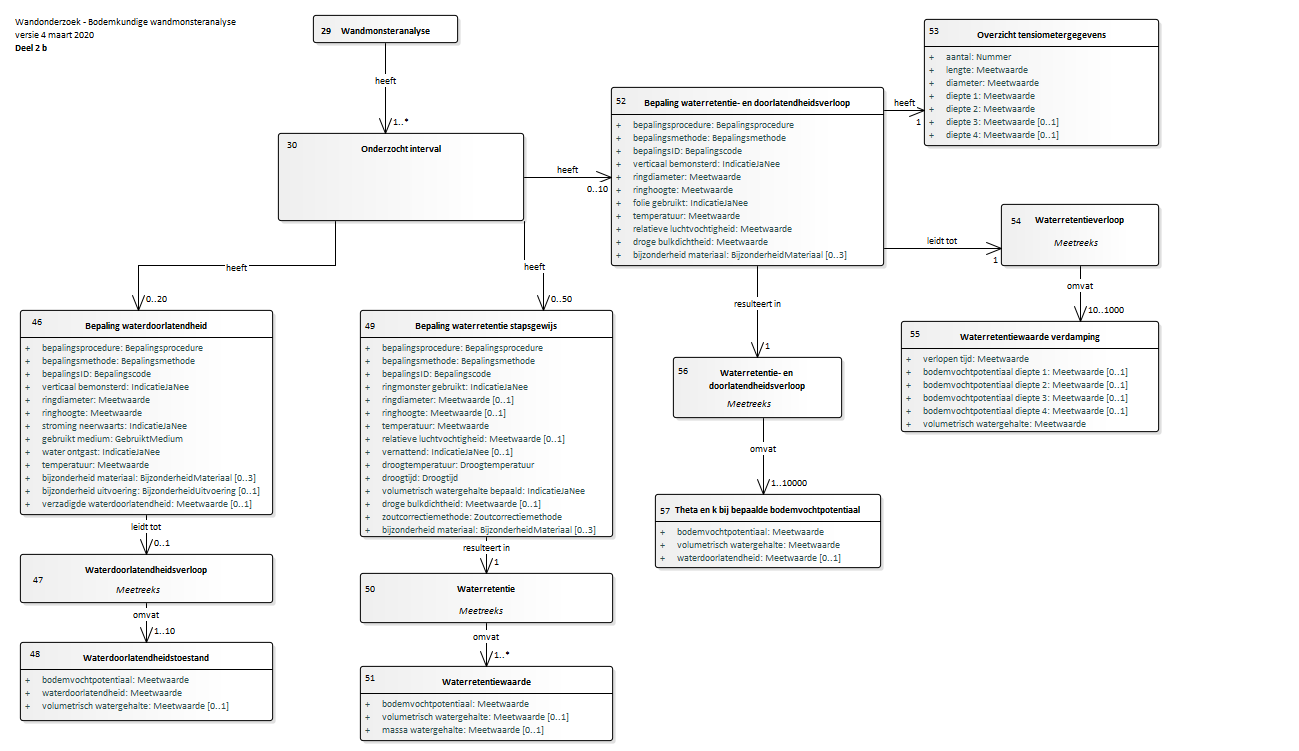 Wandonderzoek - Bodemkundige wandmonsteranalyse
versie 4 maart 2020
Deel 2 b
29 Wandmonsteranalyse
heeft
1..*
30 Onderzocht interval
heeft
0..10
heeft
0..20
heeft
0..50
52 Bepaling waterretentie- en doorlatendheidsverloop
+ bepalingsprocedure: Bepalingsprocedure
+ bepalingsmethode: Bepalingsmethode
+ bepalingsID: Bepalingscode
+ verticaal bemonsterd: IndicatieJaNee
+ ringdiameter: Meetwaarde
+ ringhoogte: Meetwaarde
+ folie gebruikt: IndicatieJaNee
+ temperatuur: Meetwaarde
+ relatieve luchtvochtigheid: Meetwaarde
+ droge bulkdichtheid: Meetwaarde
+ bijzonderheid materiaal: BijzonderheidMateriaal [0..3]
heeft
1
53 Overzicht tensiometergegevens
+ aantal: Nummer
+ lengte: Meetwaarde
+ diameter: Meetwaarde
+ diepte 1: Meetwaarde
+ diepte 2: Meetwaarde
+ diepte 3: Meetwaarde [0..1]
+ diepte 4: Meetwaarde [0..1]
leidt tot
1
54 Waterretentieverloop
Meetreeks
omvat
10..1000
55 Waterretentiewaarde verdamping
+ verlopen tijd: Meetwaarde
+ bodemvochtpotentiaal diepte 1: Meetwaarde [0..1]
+ bodemvochtpotentiaal diepte 2: Meetwaarde [0..1]
+ bodemvochtpotentiaal diepte 3: Meetwaarde [0..1]
+ bodemvochtpotentiaal diepte 4: Meetwaarde [0..1]
+ volumetrisch watergehalte: Meetwaarde
resulteert in
1
56 Waterretentie- en
doorlatendheidsverloop
Meetreeks
omvat
1..10000
57 Theta en k bij bepaalde bodemvochtpotentiaal
+ bodemvochtpotentiaal: Meetwaarde
+ volumetrisch watergehalte: Meetwaarde
+ waterdoorlatendheid: Meetwaarde [0..1]
46 Bepaling waterdoorlatendheid
+ bepalingsprocedure: Bepalingsprocedure
+ bepalingsmethode: Bepalingsmethode
+ bepalingsID: Bepalingscode
+ verticaal bemonsterd: IndicatieJaNee
+ ringdiameter: Meetwaarde
+ ringhoogte: Meetwaarde
+ stroming neerwaarts: IndicatieJaNee
+ gebruikt medium: GebruiktMedium
+ water ontgast: IndicatieJaNee
+ temperatuur: Meetwaarde
+ bijzonderheid materiaal: BijzonderheidMateriaal [0..3]
+ bijzonderheid uitvoering: BijzonderheidUitvoering [0..1]
+ verzadigde waterdoorlatendheid: Meetwaarde [0..1]
leidt tot
0..1
47 Waterdoorlatendheidsverloop
Meetreeks
omvat
1..10
48 Waterdoorlatendheidstoestand
+ bodemvochtpotentiaal: Meetwaarde
+ waterdoorlatendheid: Meetwaarde
+ volumetrisch watergehalte: Meetwaarde [0..1]
49 Bepaling waterretentie stapsgewijs
+ bepalingsprocedure: Bepalingsprocedure
+ bepalingsmethode: Bepalingsmethode
+ bepalingsID: Bepalingscode
+ ringmonster gebruikt: IndicatieJaNee
+ ringdiameter: Meetwaarde [0..1]
+ ringhoogte: Meetwaarde [0..1]
+ temperatuur: Meetwaarde
+ relatieve luchtvochtigheid: Meetwaarde [0..1]
+ vernattend: IndicatieJaNee [0..1]
+ droogtemperatuur: Droogtemperatuur
+ droogtijd: Droogtijd
+ volumetrisch watergehalte bepaald: IndicatieJaNee
+ droge bulkdichtheid: Meetwaarde [0..1]
+ zoutcorrectiemethode: Zoutcorrectiemethode
+ bijzonderheid materiaal: BijzonderheidMateriaal [0..3]
resulteert in
1
50 Waterretentie
Meetreeks
omvat
1..*
51 Waterretentiewaarde
+ bodemvochtpotentiaal: Meetwaarde
+ volumetrisch watergehalte: Meetwaarde [0..1]
+ massa watergehalte: Meetwaarde [0..1]